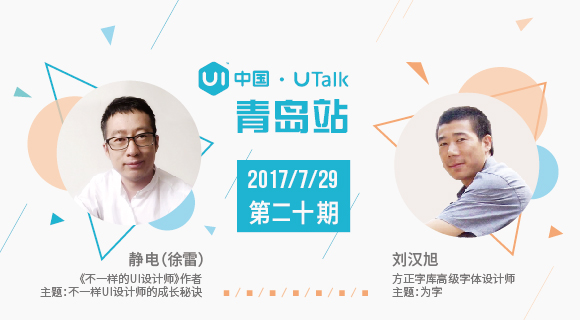 UI中国·UTalk
青岛站
2017/7/29
第二十期
静电(徐雷)
《不一样的UI设计师》作者
主题:不一样UI设计师的成长秘诀
刘汉旭
方正字库高级字体设计师
主题:为字